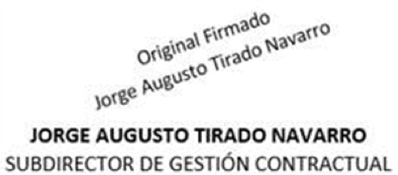 Original Firmado
Jorge Augusto Tirado Navarro
JORGE AUGUSTO TIRADO NAVARRO
SUBDIRECTOR DE GESTIÓN CONTRACTUAL